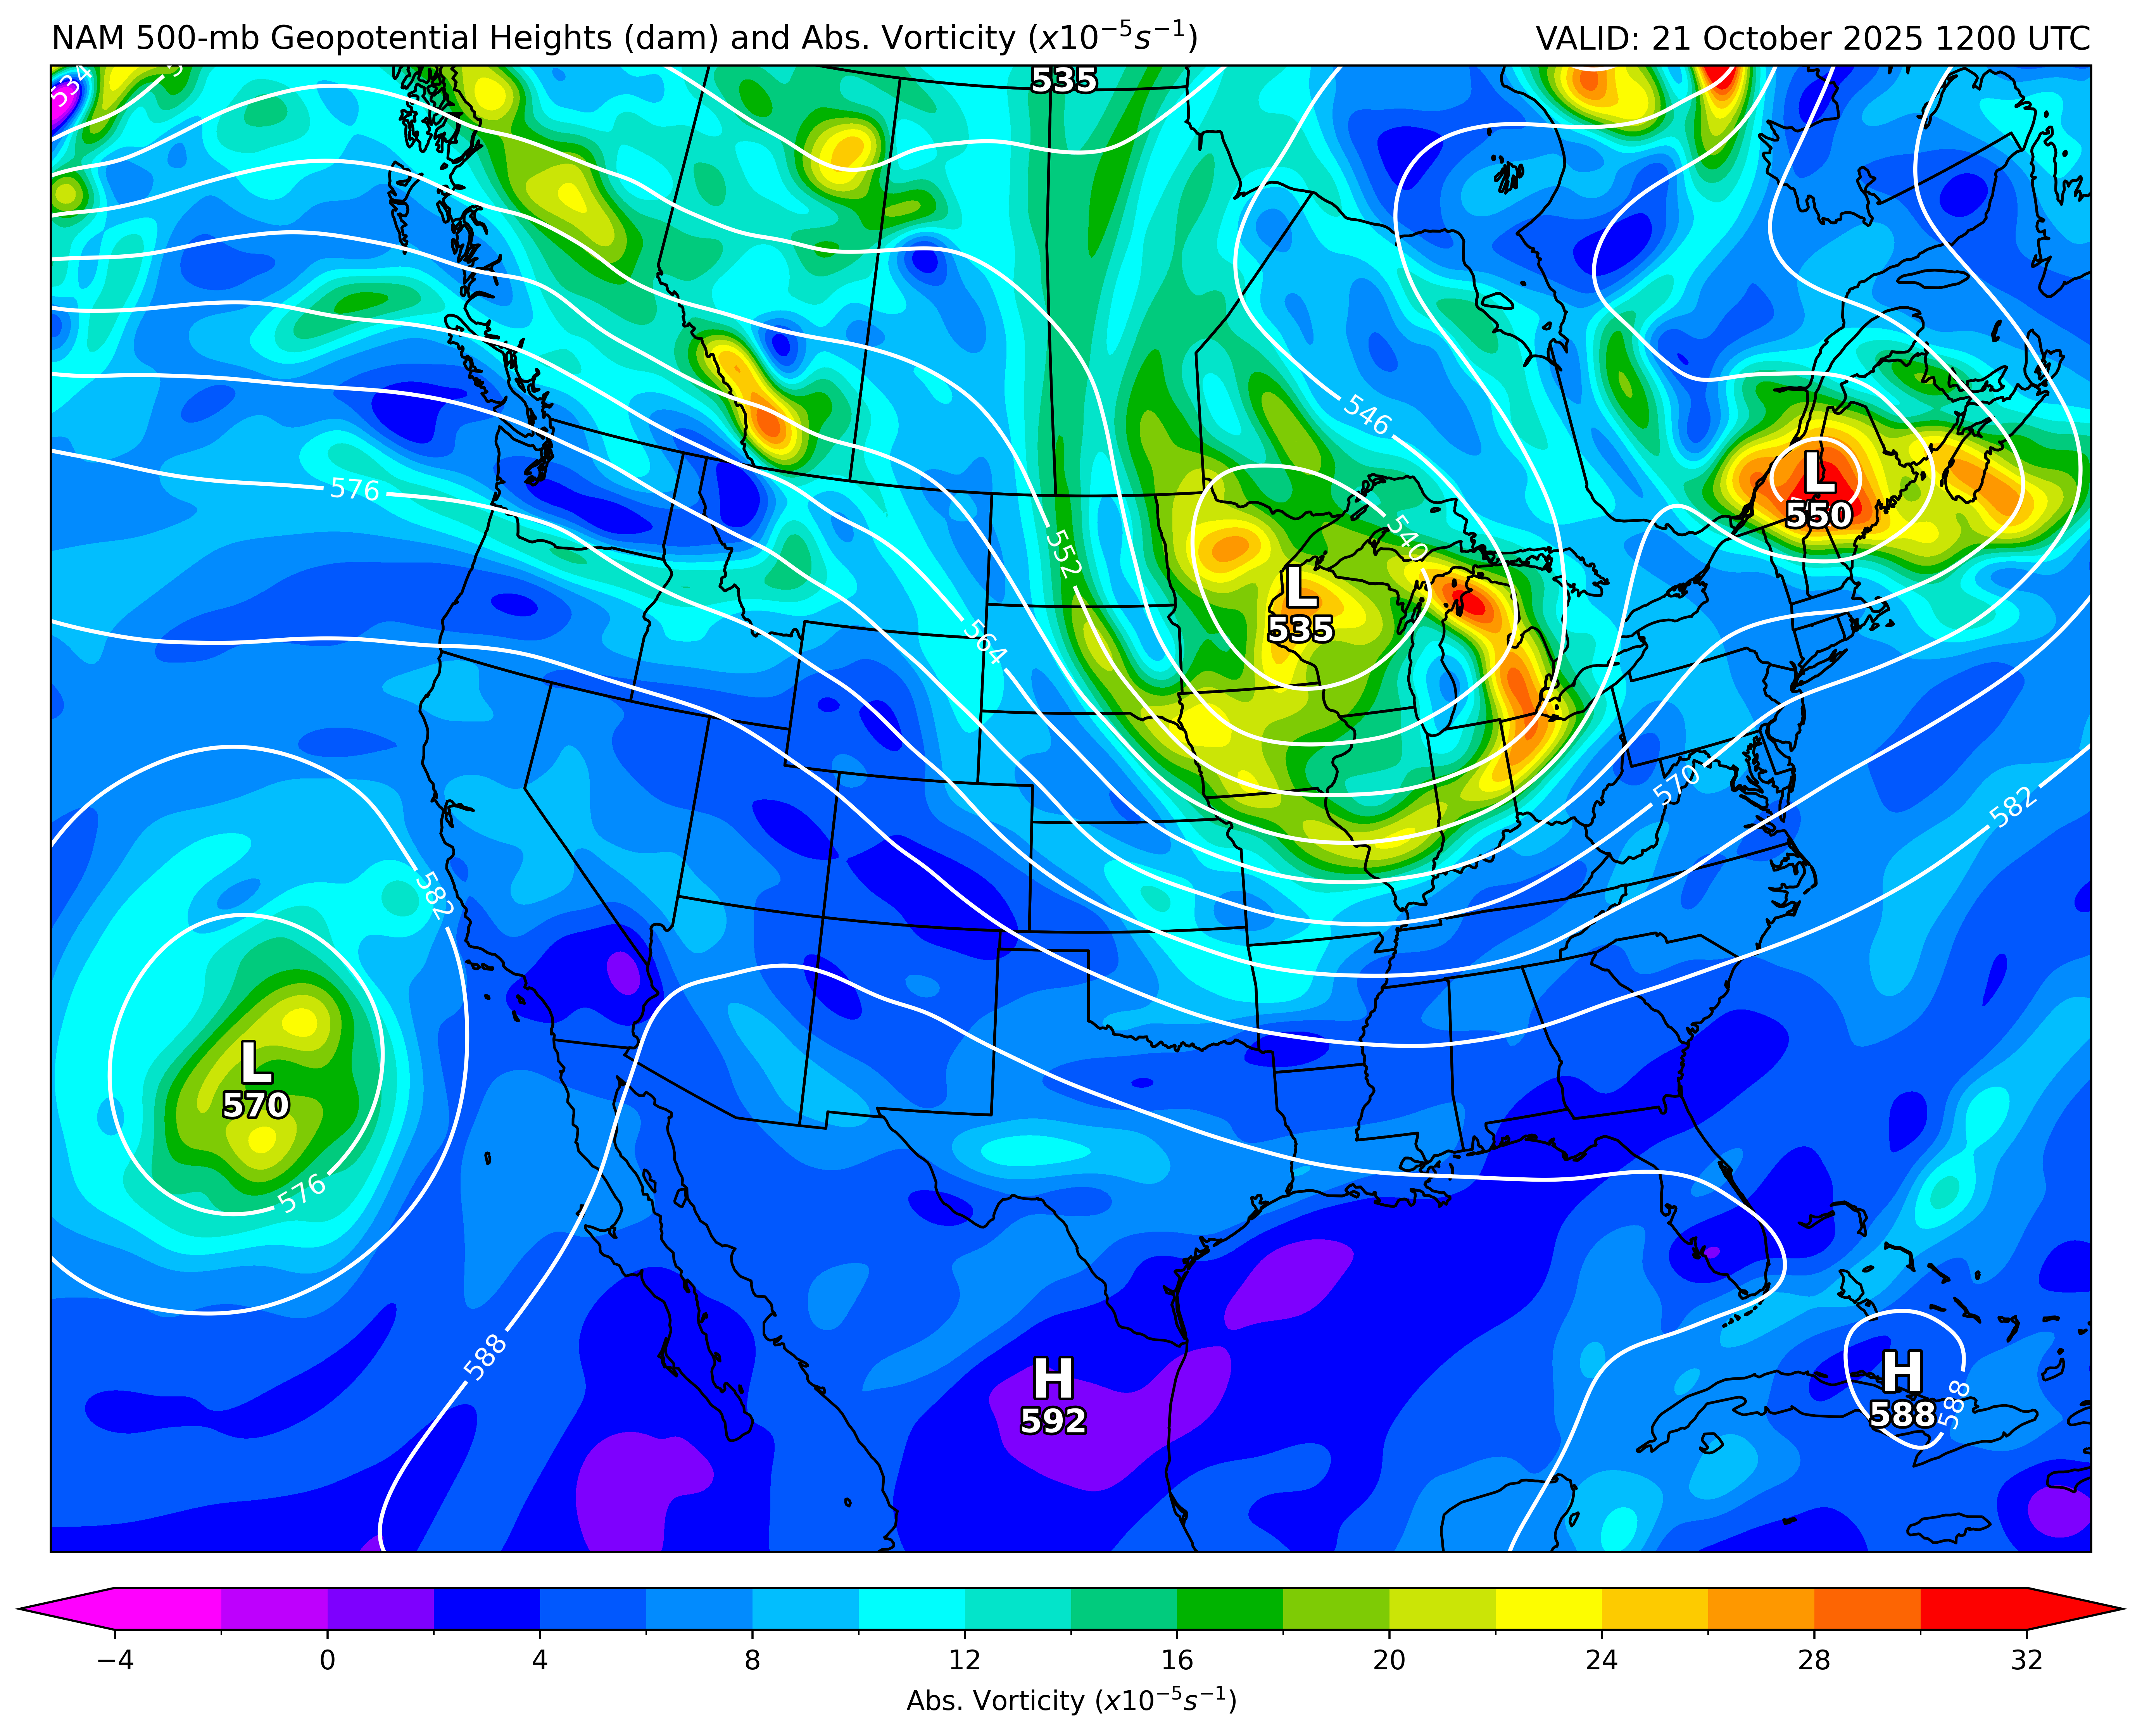 NAM 500-mb Geopotential Heights (dam) and Abs. Vorticity (x10⁻⁵s⁻¹)
VALID: 21 October 2025 1200 UTC
534
535
546
576
L
550
540
552
L
535
564
570
582
582
L
570
576
588
H
592
H
588
588
−4 0 4 8 12 16 20 24 28 32
Abs. Vorticity (x10⁻⁵s⁻¹)